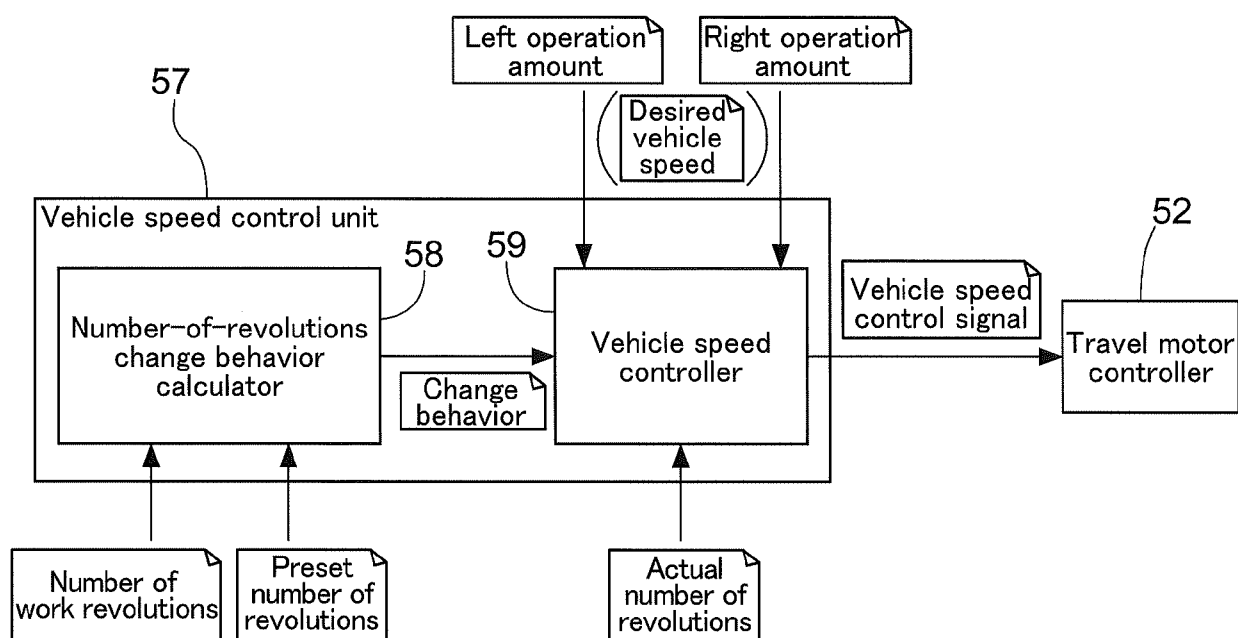 Left operation
amount
Right operation
amount
57
Desired
vehicle
speed
Vehicle speed control unit
58
59
52
Number-of-revolutions
change behavior
calculator
Vehicle speed
controller
Vehicle speed
control signal
Travel motor
controller
Change
behavior
Number of
work revolutions
Preset
number of
revolutions
Actual
number of
revolutions